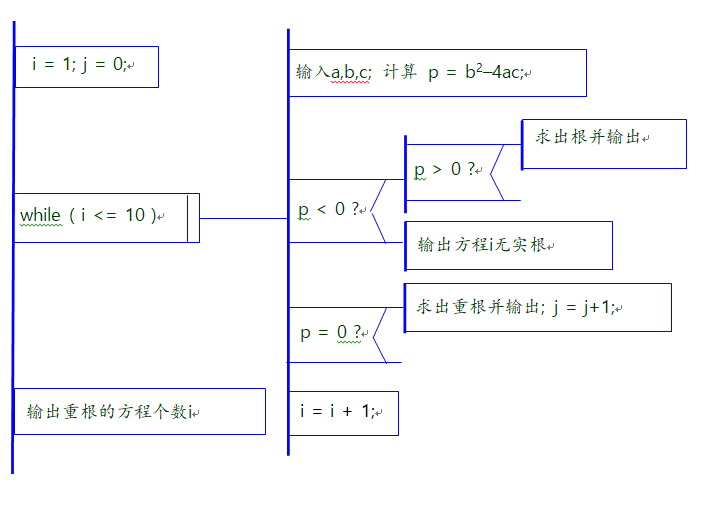 i = 1; j = 0;
输入a,b,c; 计算 p = b²–4ac;
求出根并输出
p > 0 ?
while ( i <= 10 )
p < 0 ?
输出方程i无实根
求出重根并输出; j = j+1;
p = 0 ?
输出重根的方程个数i
i = i + 1;